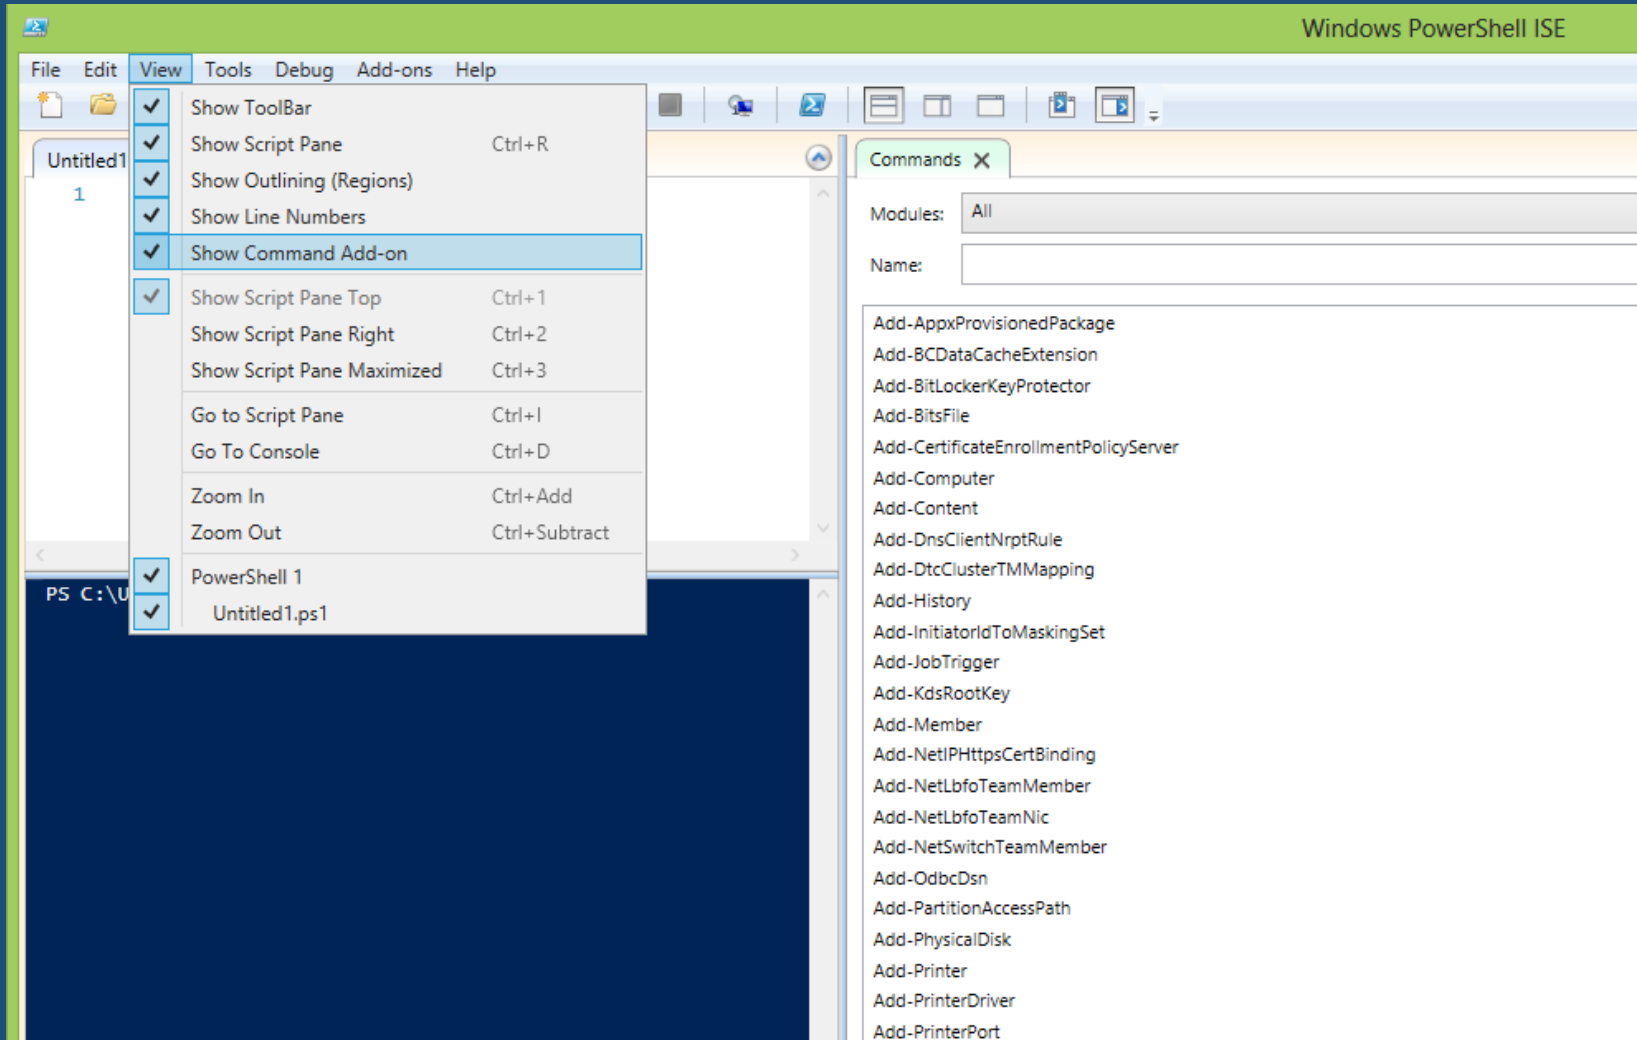 Windows PowerShell ISE
File Edit View Tools Debug Add-ons Help
Show ToolBar
Show Script Pane Ctrl+R
Show Outlining (Regions)
Show Line Numbers
Show Command Add-on
Show Script Pane Top Ctrl+1
Show Script Pane Right Ctrl+2
Show Script Pane Maximized Ctrl+3
Go to Script Pane Ctrl+I
Go To Console Ctrl+D
Zoom In Ctrl+Add
Zoom Out Ctrl+Subtract
PowerShell 1
Untitled1.ps1
Untitled1
1
PS C:\U
Commands
Modules: All
Name:
Add-AppxProvisionedPackage
Add-BCDataCacheExtension
Add-BitLockerKeyProtector
Add-BitsFile
Add-CertificateEnrollmentPolicyServer
Add-Computer
Add-Content
Add-DnsClientNrptRule
Add-DtcClusterTMMapping
Add-History
Add-InitiatorIdToMaskingSet
Add-JobTrigger
Add-KdsRootKey
Add-Member
Add-NetIPHttpsCertBinding
Add-NetLbfoTeamMember
Add-NetLbfoTeamNic
Add-NetSwitchTeamMember
Add-OdbcDsn
Add-PartitionAccessPath
Add-PhysicalDisk
Add-Printer
Add-PrinterDriver
Add-PrinterPort